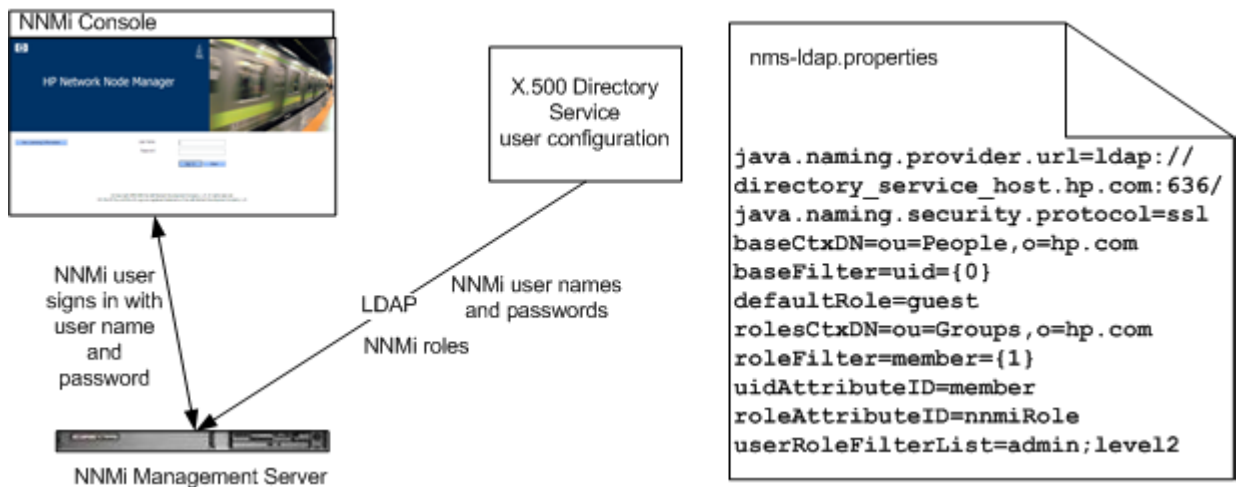 NNMi Console
HP Network Node Manager
X.500 Directory
Service
user configuration
NNMi user
signs in with
user name
and
password
LDAP
NNMi user names
and passwords
NNMi roles
NNMi Management Server
nms-ldap.properties
java.naming.provider.url=ldap://
directory_service_host.hp.com:636/
java.naming.security.protocol=ssl
baseCtxDN=ou=People,o=hp.com
baseFilter=uid={0}
defaultRole=guest
rolesCtxDN=ou=Groups,o=hp.com
roleFilter=member={1}
uidAttributeID=member
roleAttributeID=nnmiRole
userRoleFilterList=admin;level2